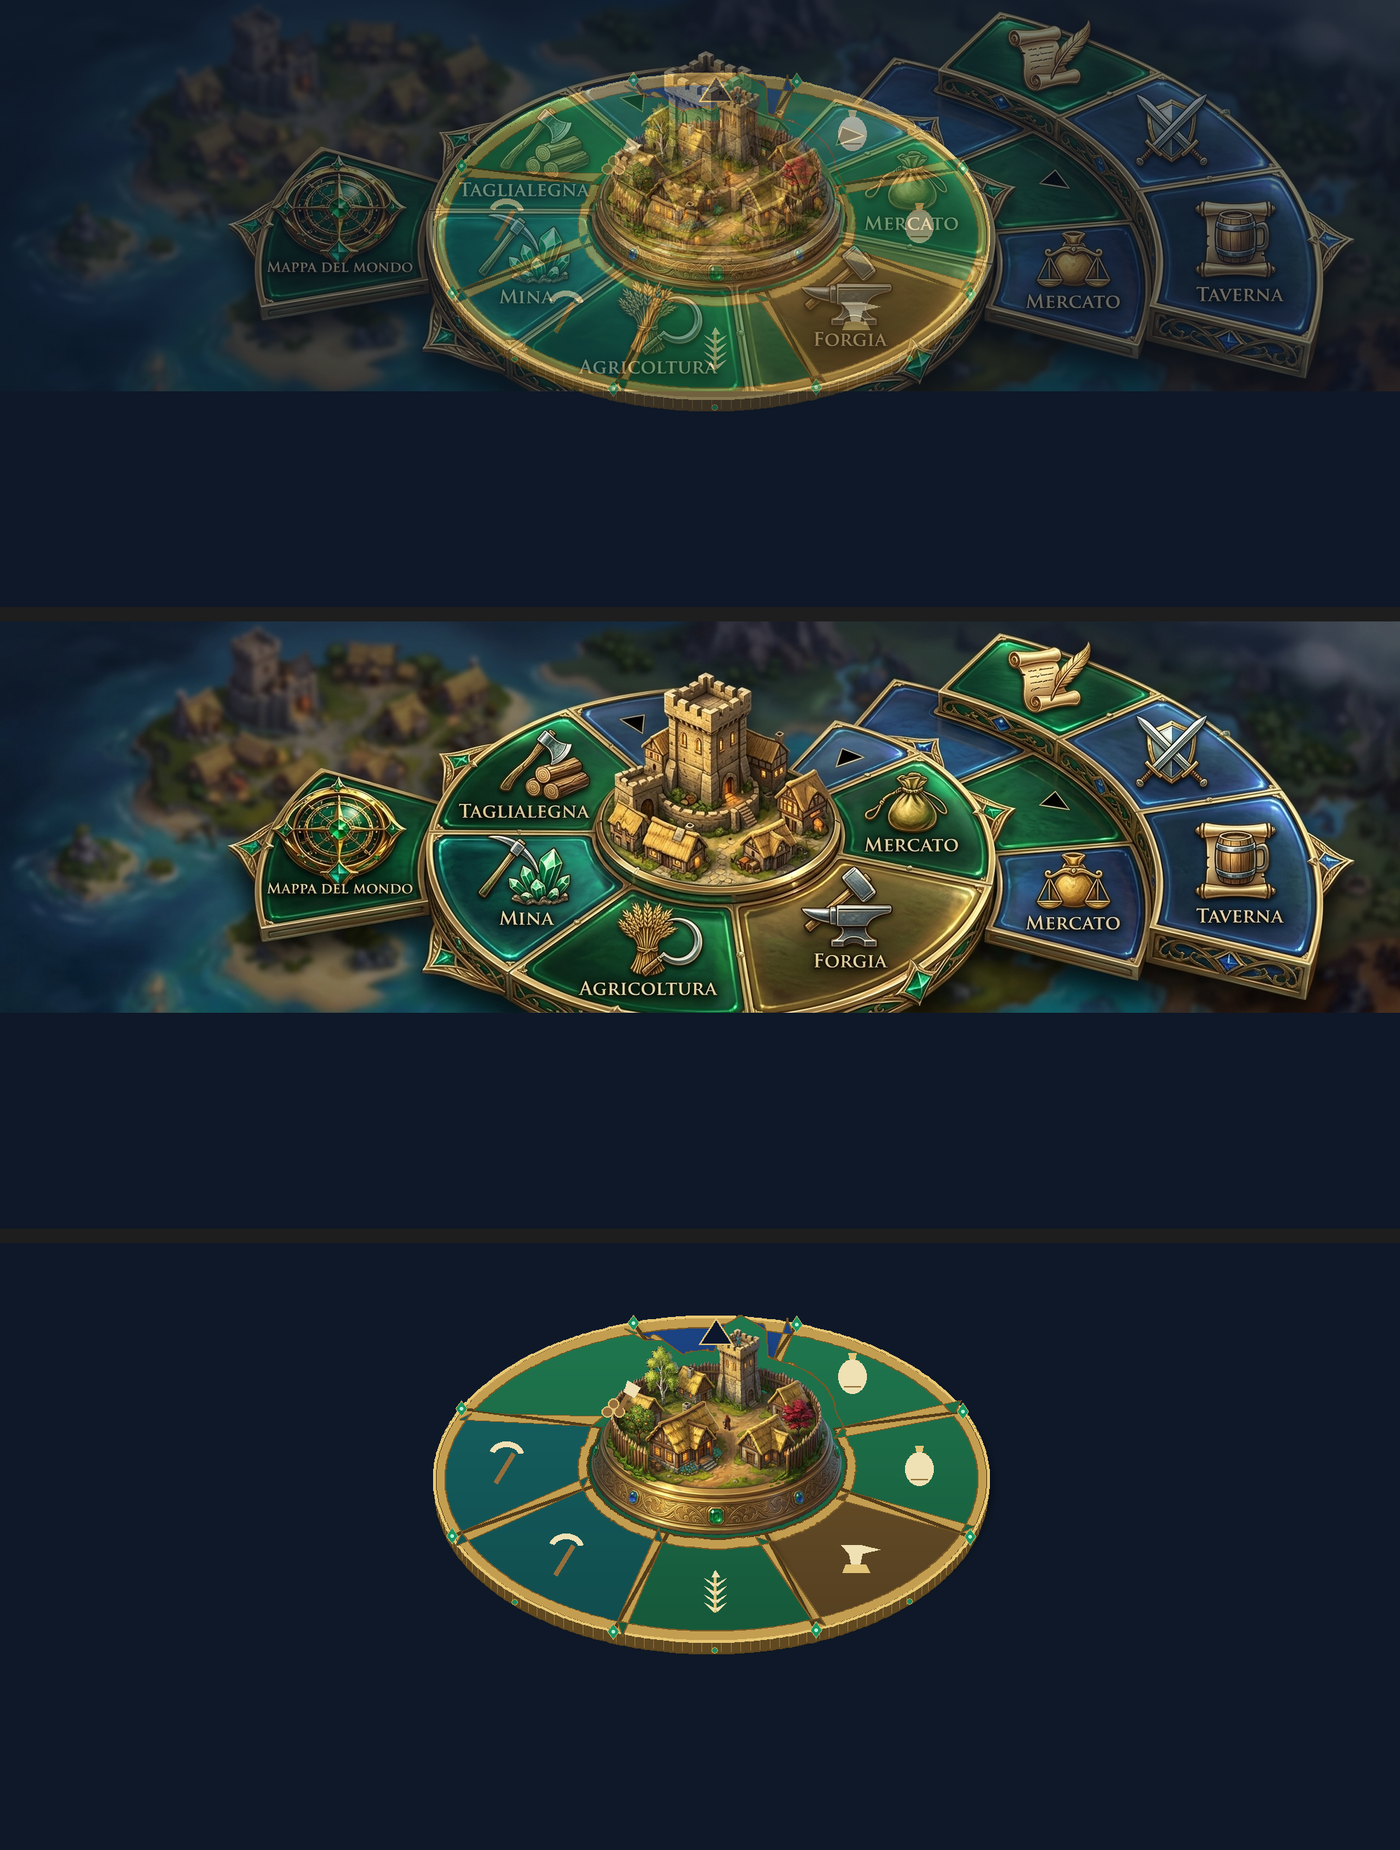 TAGLIALEGNA
MAPPA DEL MONDO
MERCATO
MINA
AGRICOLTURA
FORGIA
MERCATO
TAVERNA
TAGLIALEGNA
MAPPA DEL MONDO
MERCATO
MINA
AGRICOLTURA
FORGIA
MERCATO
TAVERNA